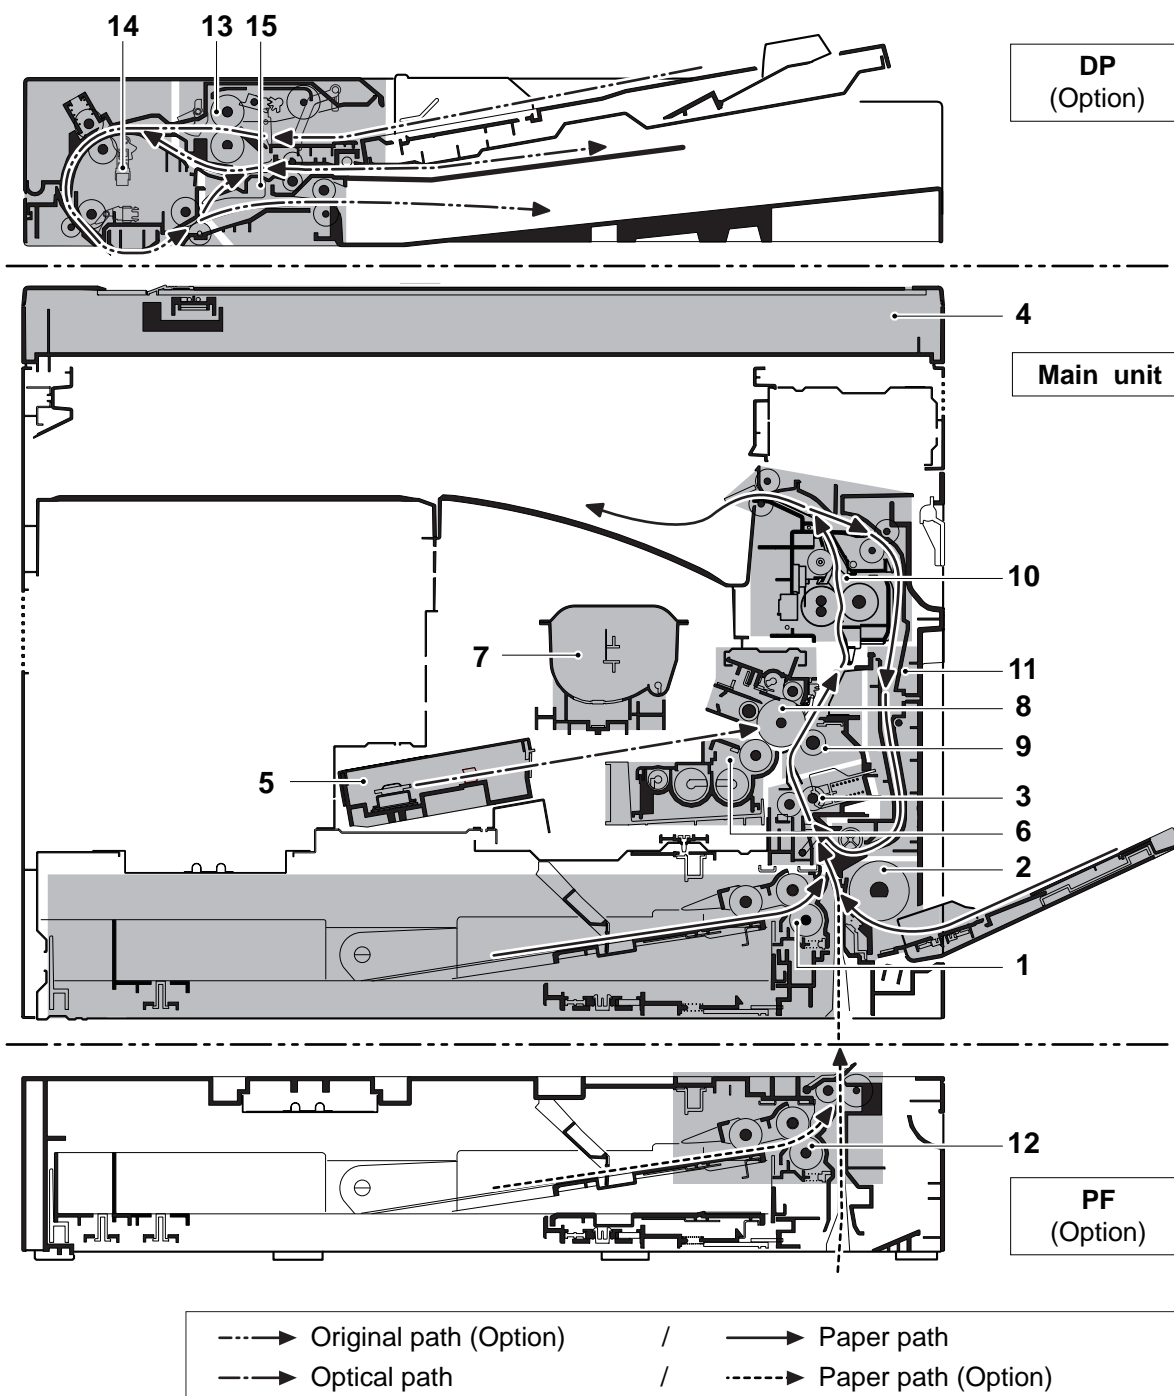 14 13 15
DP
(Option)
4
Main unit
10
7
11
8
9
5
3
6
2
1
12
PF
(Option)
Original path (Option) / Paper path
Optical path / Paper path (Option)